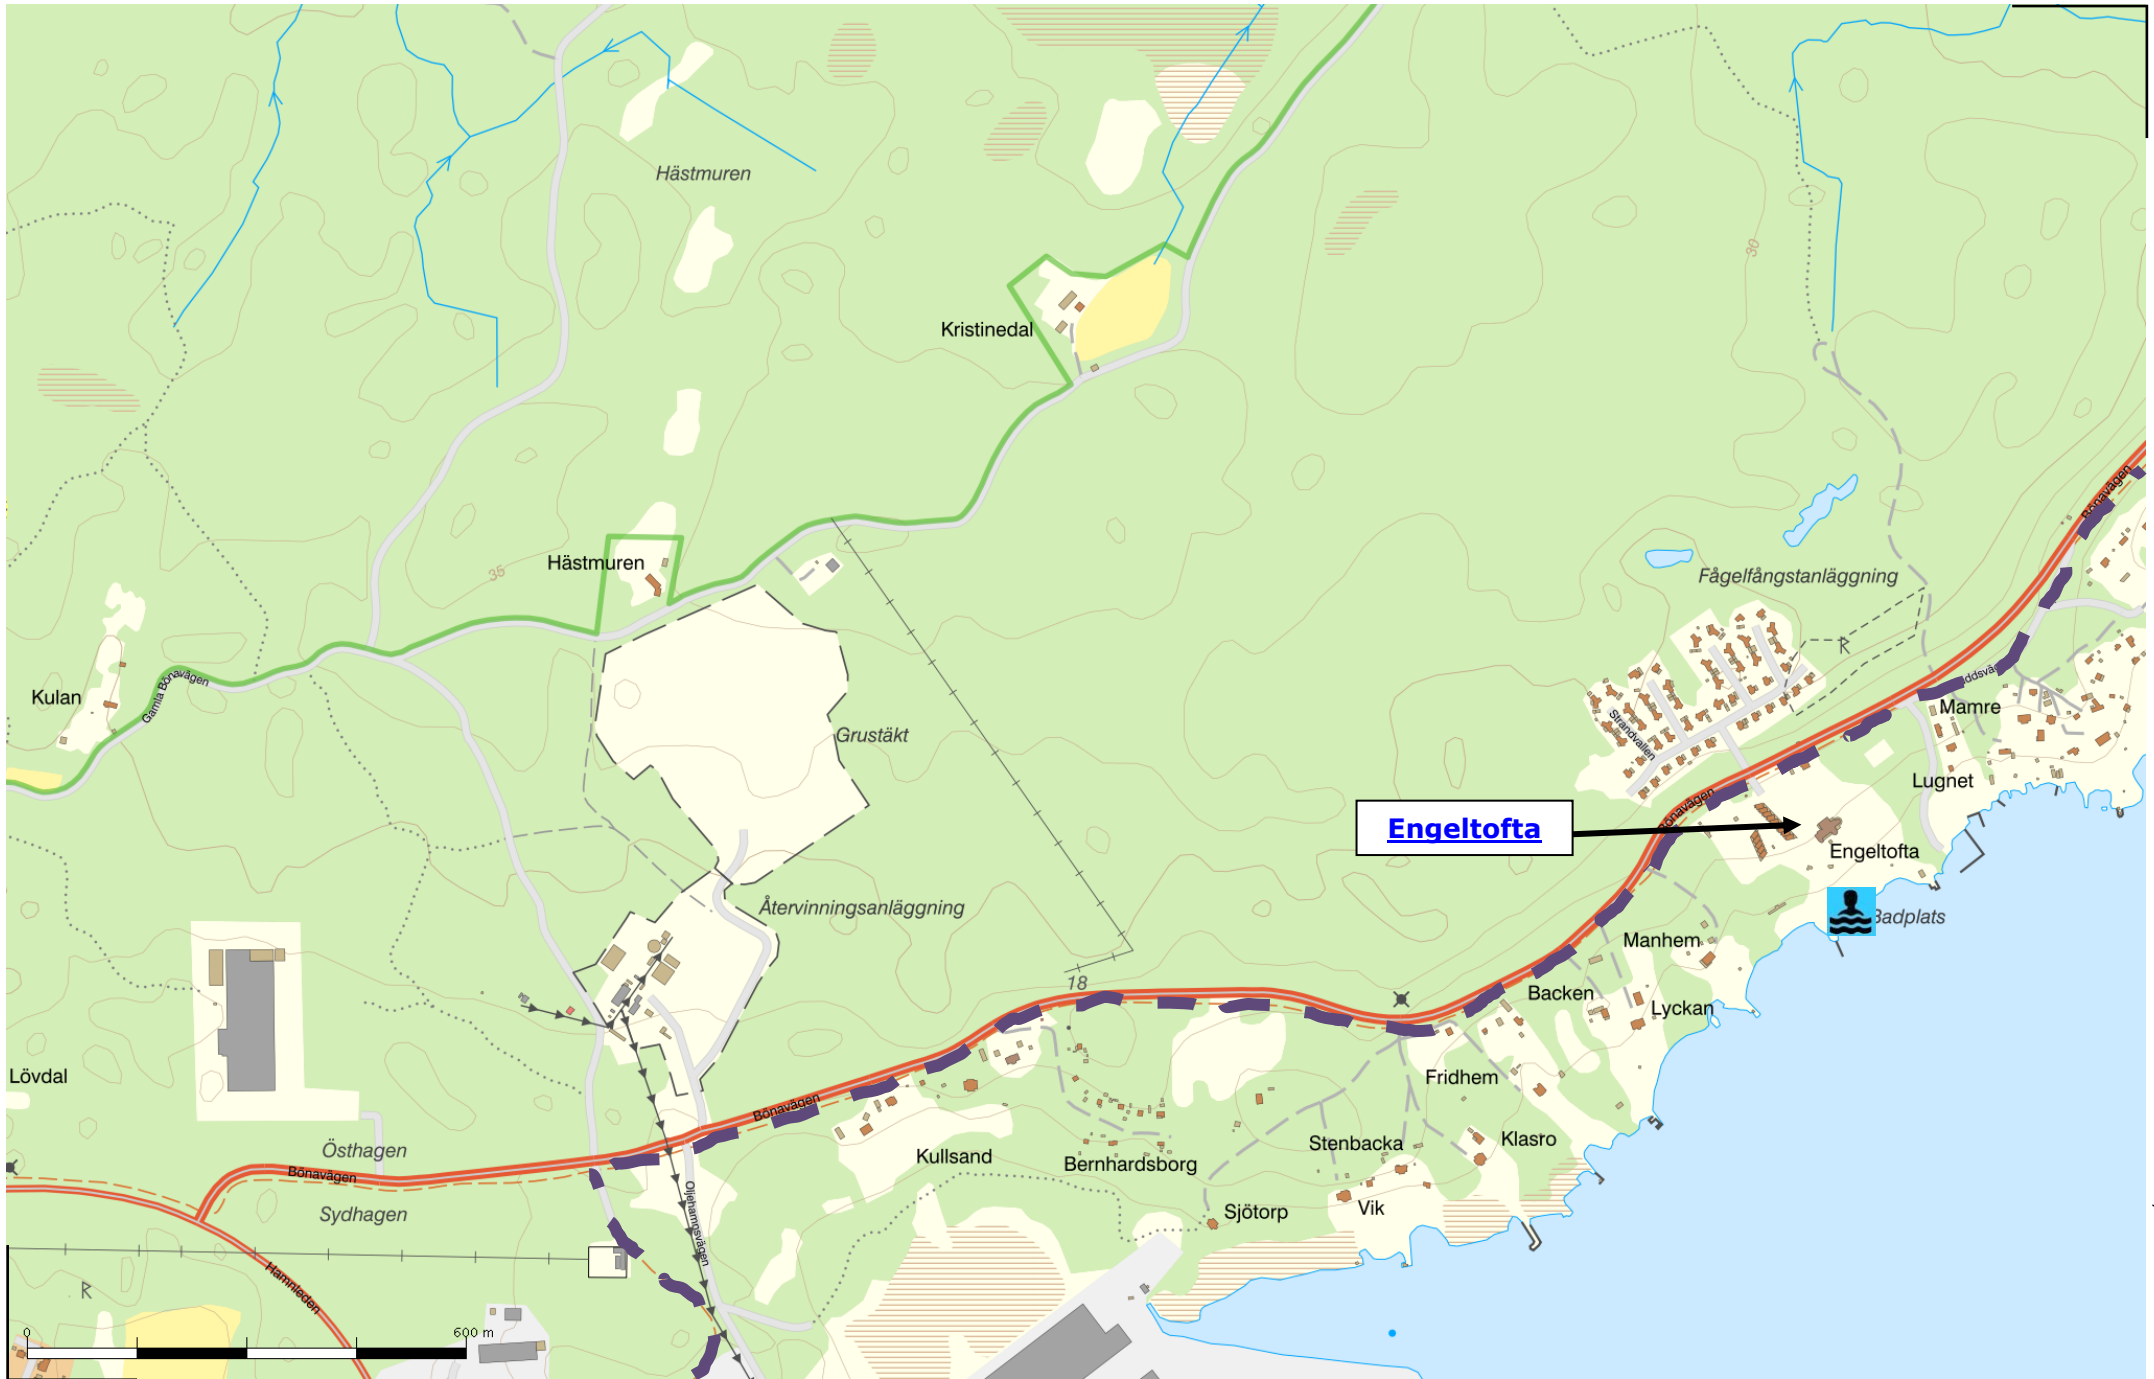 Hästmuren
30
Kristinedal
Bönavägen
35
Hästmuren
Fågelfångstanläggning
R
Kulan
Gamla Bönavägen
ddsvä
Mamre
Strandvallen
Grustäkt
Lugnet
Bönavägen
Engeltofta
Engeltofta
Återvinningsanläggning
Badplats
Manhem
18
Backen
Lyckan
Lövdal
Fridhem
Bönavägen
Östhagen
Kullsand
Stenbacka
Klasro
Bernhardsborg
Bönavägen
Sydhagen
Oljehamnsvägen
Sjötorp
Vik
R
Hamnleden
0
600 m